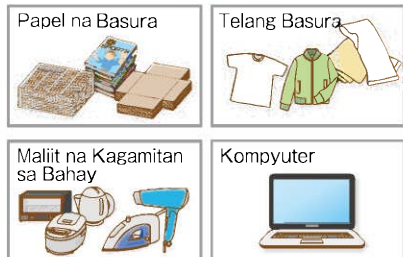 Papel na Basura
Telang Basura
Maliit na Kagamitan
sa Bahay
Kompyuter